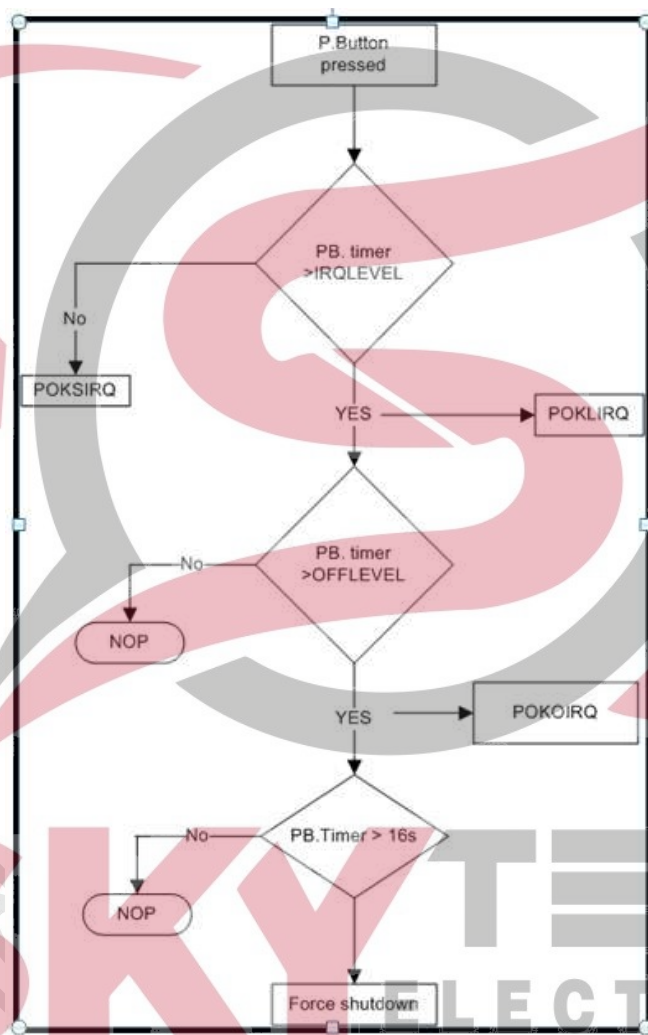 P.Button
pressed
PB. timer
>IRQLEVEL
No
POKSIRQ
YES
POKLIRQ
PB. timer
>OFFLEVEL
No
NOP
YES
POKOIRQ
PB.Timer > 16s
No
NOP
Force shutdown
SKYTE
ELECT